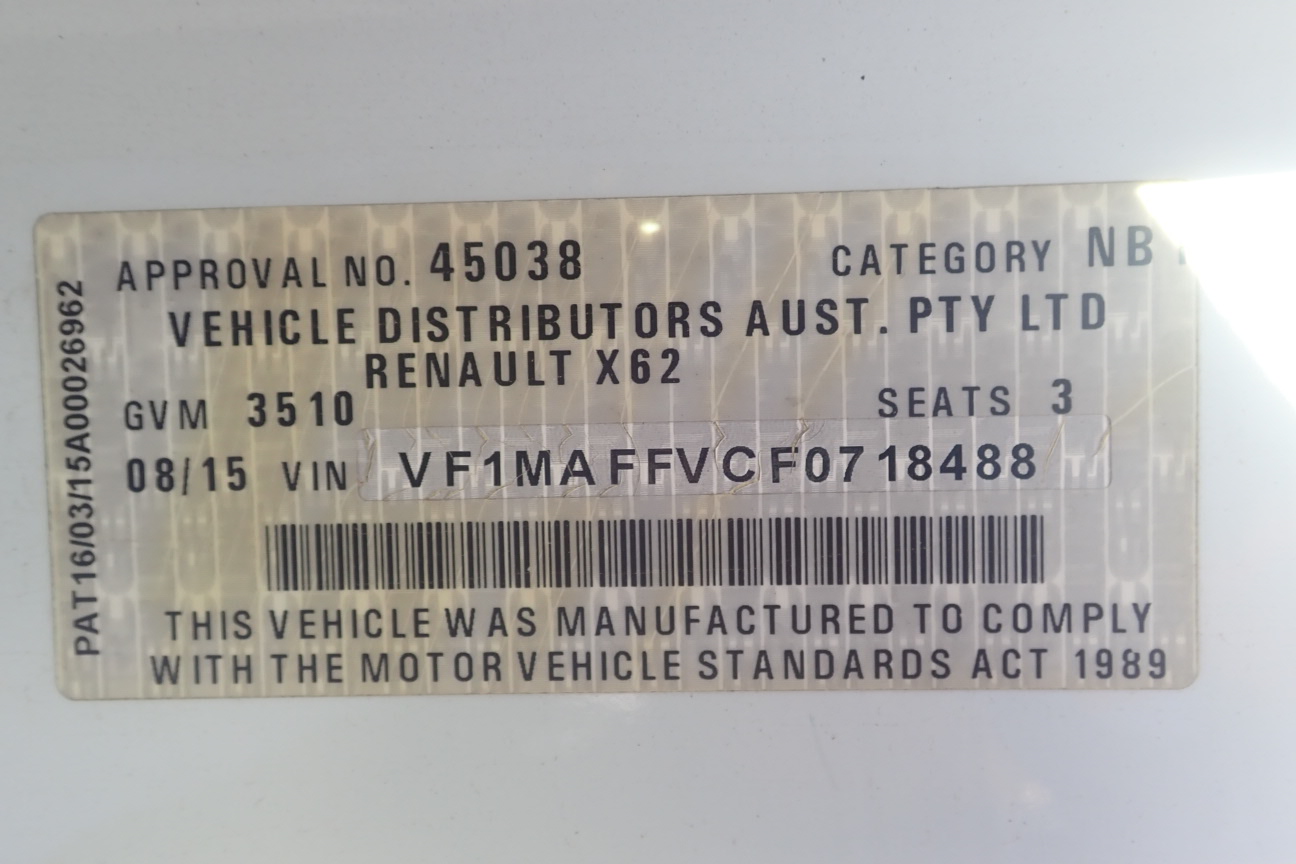 APPROVAL NO. 45038 CATEGORY NB
VEHICLE DISTRIBUTORS AUST. PTY LTD
RENAULT X62
GVM 3510 SEATS 3
08/15 VIN VF1MAFFVCF0718488
THIS VEHICLE WAS MANUFACTURED TO COMPLY
WITH THE MOTOR VEHICLE STANDARDS ACT 1989
PAT16/03/15A00026962